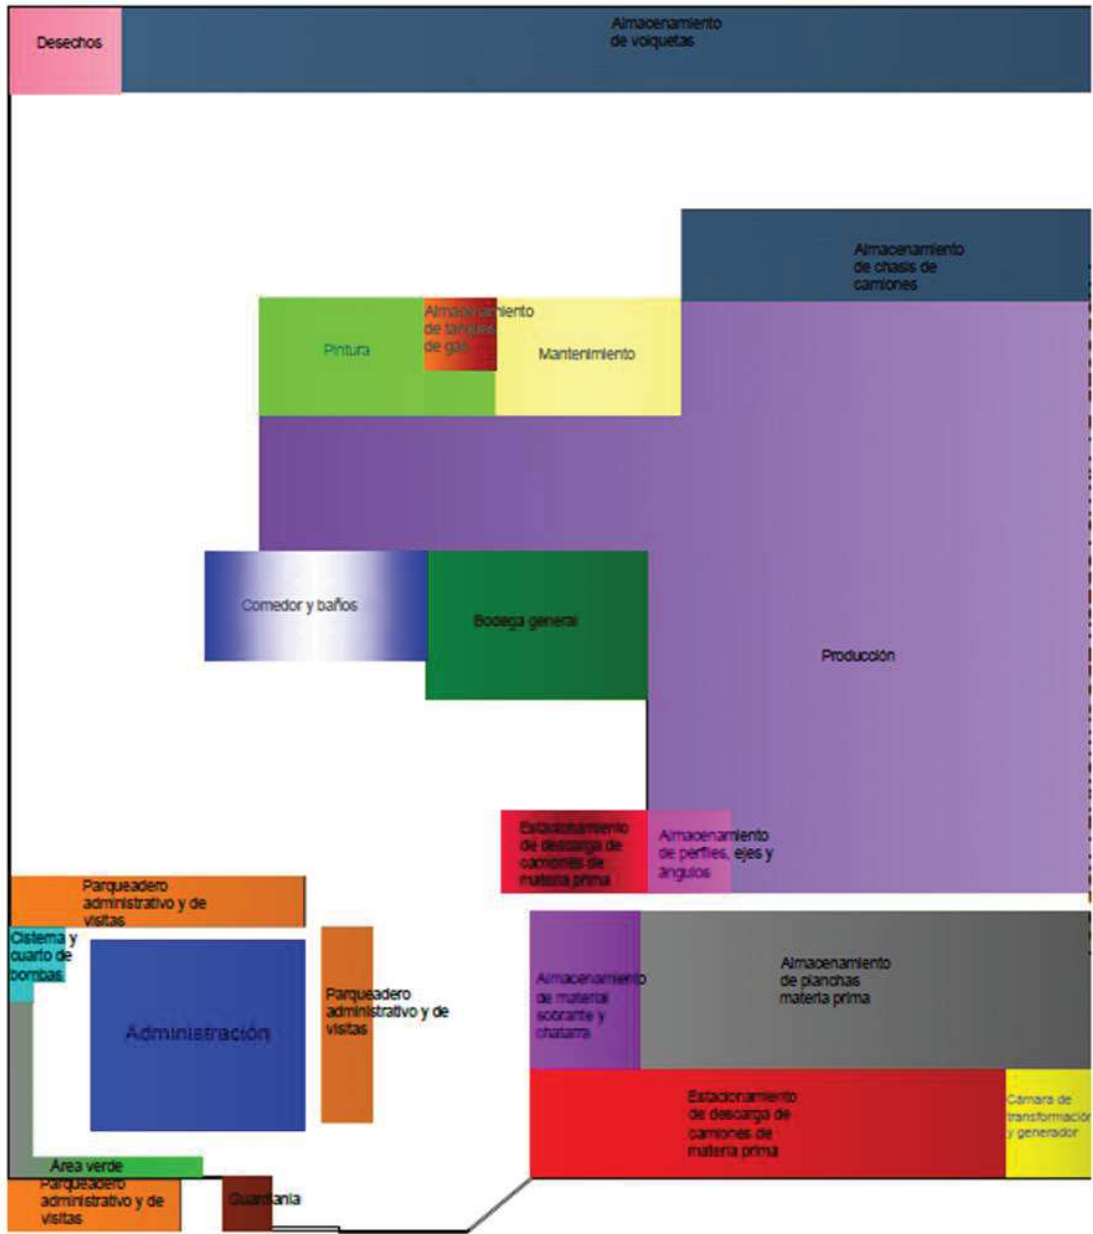 Desechos
Almacenamiento
de volquetas
Almacenamiento
de chasis de
camiones
Pintura
Almacenamiento
de tanques
de gas
Mantenimiento
Comedor y baños
Bodega general
Producción
Estacionamiento
de descarga de
camiones de
materia prima
Almacenamiento
de perfiles, ejes y
ángulos
Parqueadero
administrativo y de
visitas
Cisterna y
cuarto de
bombas
Administración
Parqueadero
administrativo y de
visitas
Almacenamiento
de material
sobrante y
chatarra
Almacenamiento
de planchas
materia prima
Estacionamiento
de descarga de
camiones de
materia prima
Cámara de
transformación
y generador
Área verde
Parqueadero
administrativo y de
visitas
Guardianía